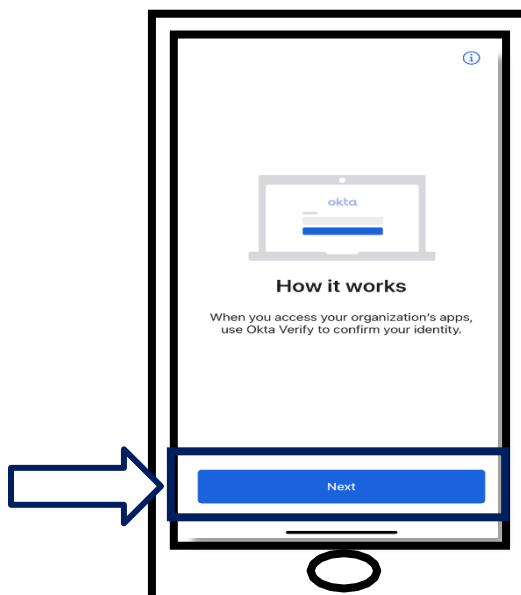 okta
How it works
When you access your organization's apps,
use Okta Verify to confirm your identity.
Next